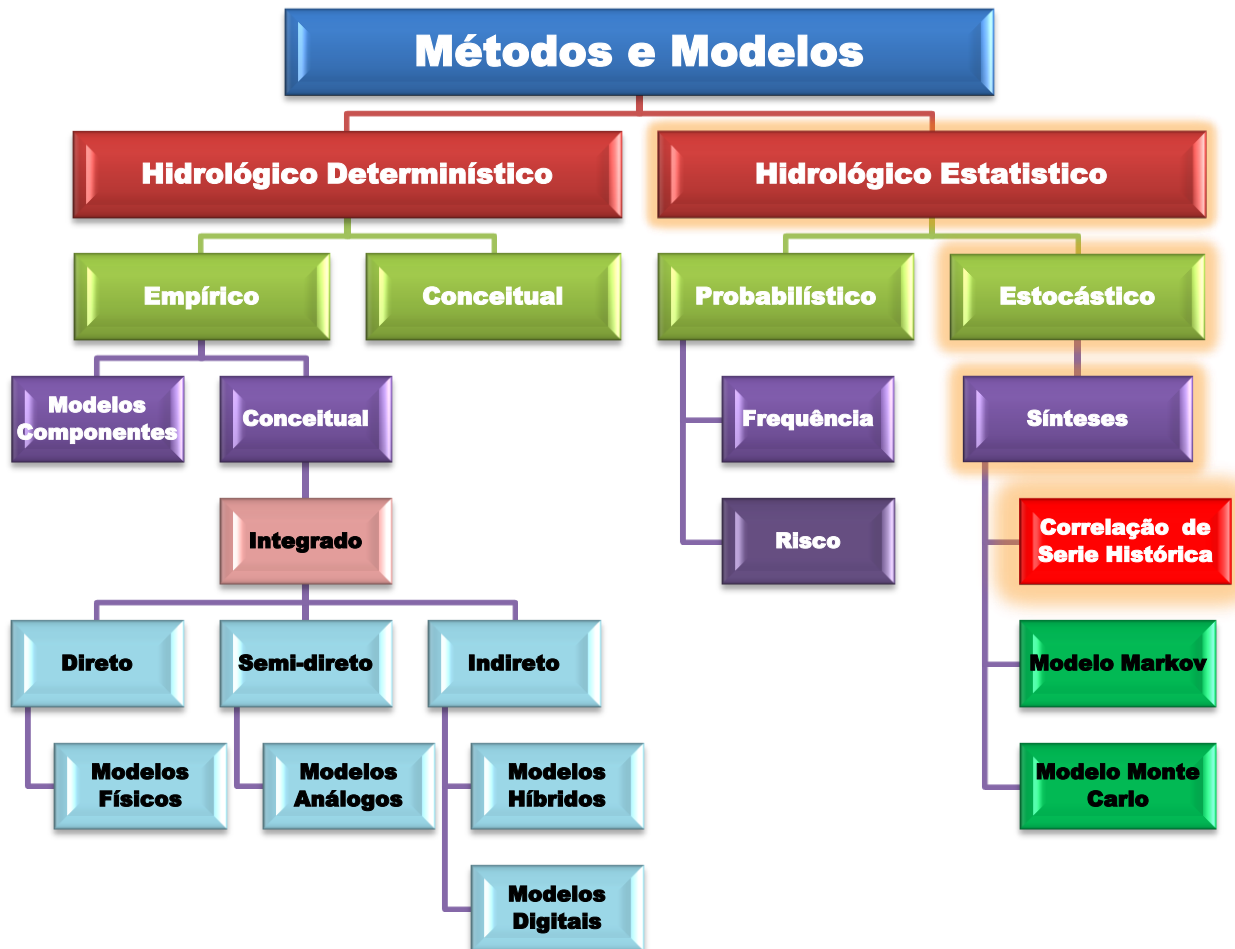 Métodos e Modelos
Hidrológico Determinístico
Hidrológico Estatistico
Empírico
Conceitual
Probabilístico
Estocástico
Modelos
Componentes
Conceitual
Frequência
Sínteses
Integrado
Risco
Correlação de
Serie Histórica
Direto
Semi-direto
Indireto
Modelo Markov
Modelos
Físicos
Modelos
Análogos
Modelos
Híbridos
Modelo Monte
Carlo
Modelos
Digitais